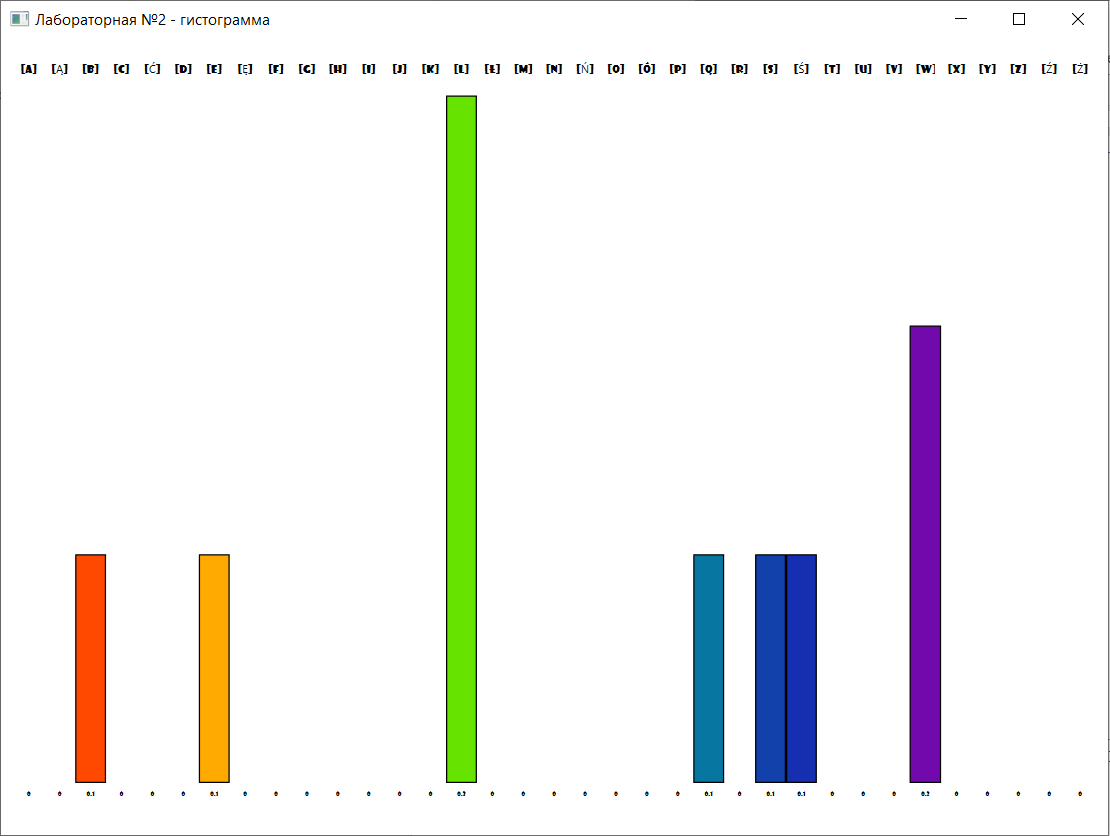 Лабораторная №2 - гистограмма
[A] [Ą] [B] [C] [Ć] [D] [E] [Ę] [F] [G] [H] [I] [J] [K] [L] [Ł] [M] [N] [Ń] [O] [Ó] [P] [Q] [R] [S] [Ś] [T] [U] [V] [W] [X] [Y] [Z] [Ź] [Ż]
0 0 0.1 0 0 0 0.1 0 0 0 0 0 0 0 0.3 0 0 0 0 0 0 0 0.1 0 0.1 0.1 0 0 0 0.2 0 0 0 0 0